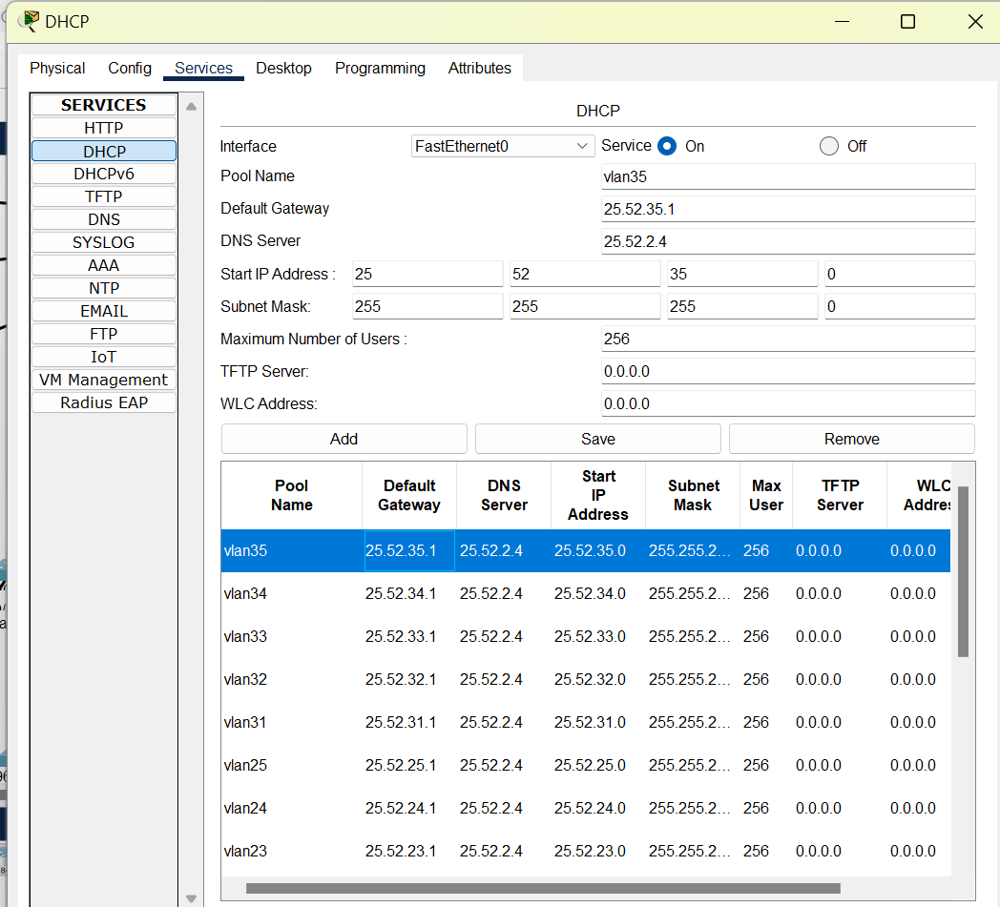 DHCP
Physical Config Services Desktop Programming Attributes
SERVICES
HTTP
DHCP
DHCPv6
TFTP
DNS
SYSLOG
AAA
NTP
EMAIL
FTP
IoT
VM Management
Radius EAP
DHCP
Interface FastEthernet0 Service On Off
Pool Name vlan35
Default Gateway 25.52.35.1
DNS Server 25.52.2.4
Start IP Address : 25 52 35 0
Subnet Mask: 255 255 255 0
Maximum Number of Users : 256
TFTP Server: 0.0.0.0
WLC Address: 0.0.0.0
Add Save Remove
Pool Name Default Gateway DNS Server Start IP Address Subnet Mask Max User TFTP Server WLC Addres
vlan35 25.52.35.1 25.52.2.4 25.52.35.0 255.255.2... 256 0.0.0.0 0.0.0.0
vlan34 25.52.34.1 25.52.2.4 25.52.34.0 255.255.2... 256 0.0.0.0 0.0.0.0
vlan33 25.52.33.1 25.52.2.4 25.52.33.0 255.255.2... 256 0.0.0.0 0.0.0.0
vlan32 25.52.32.1 25.52.2.4 25.52.32.0 255.255.2... 256 0.0.0.0 0.0.0.0
vlan31 25.52.31.1 25.52.2.4 25.52.31.0 255.255.2... 256 0.0.0.0 0.0.0.0
vlan25 25.52.25.1 25.52.2.4 25.52.25.0 255.255.2... 256 0.0.0.0 0.0.0.0
vlan24 25.52.24.1 25.52.2.4 25.52.24.0 255.255.2... 256 0.0.0.0 0.0.0.0
vlan23 25.52.23.1 25.52.2.4 25.52.23.0 255.255.2... 256 0.0.0.0 0.0.0.0